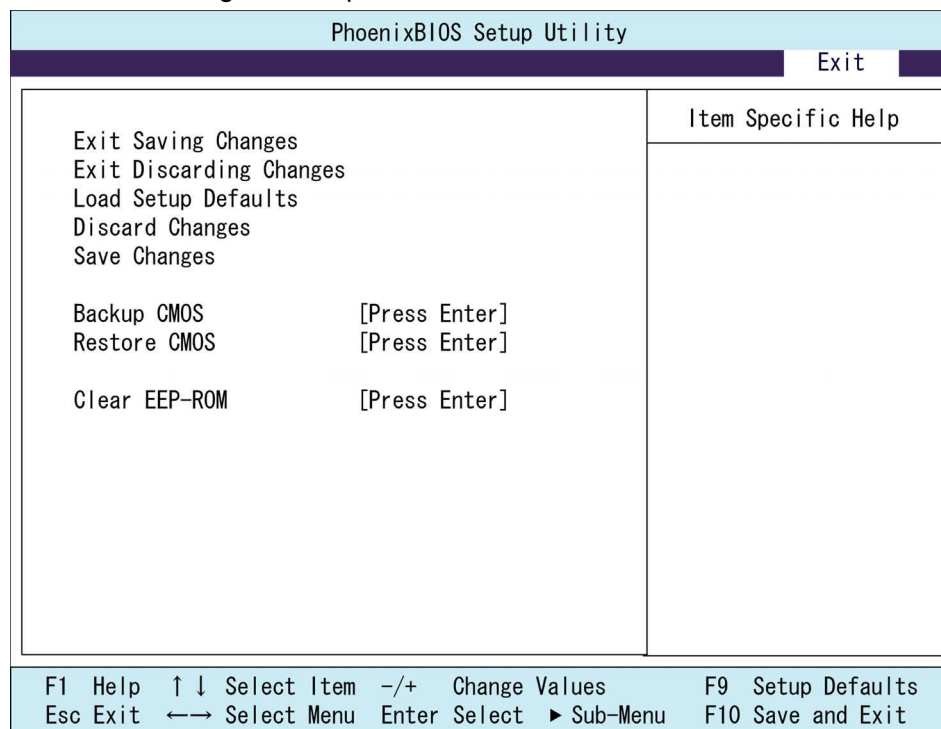 PhoenixBIOS Setup Utility
Exit
Item Specific Help
Exit Saving Changes
Exit Discarding Changes
Load Setup Defaults
Discard Changes
Save Changes
Backup CMOS [Press Enter]
Restore CMOS [Press Enter]
Clear EEP-ROM [Press Enter]
F1 Help ↑↓ Select Item -/+ Change Values F9 Setup Defaults
Esc Exit ←→ Select Menu Enter Select ▶ Sub-Menu F10 Save and Exit